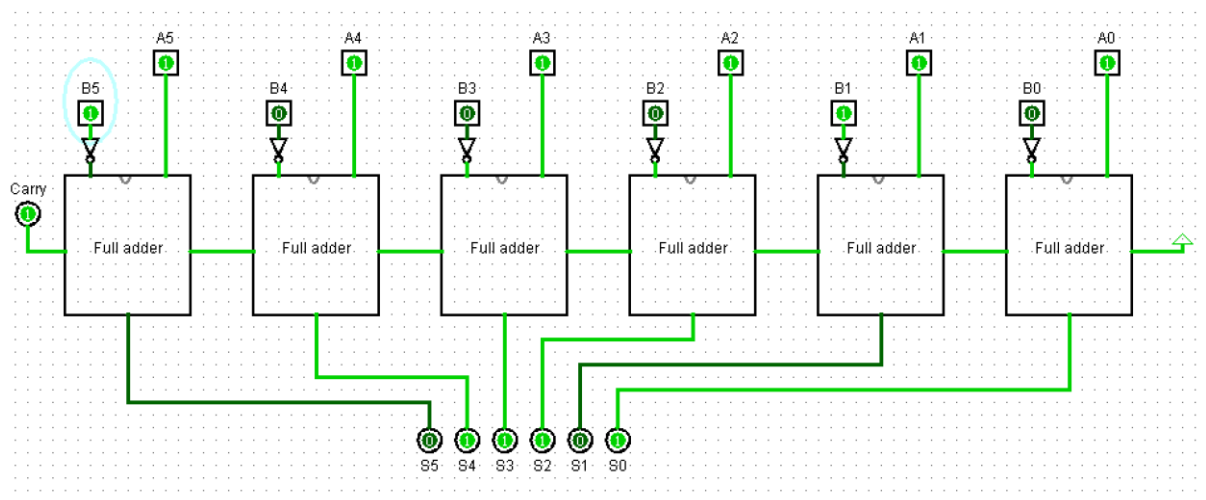 A5 A4 A3 A2 A1 A0
1 1 1 1 1 1
B5 B4 B3 B2 B1 B0
1 0 0 0 1 0
Carry
1
Full adder Full adder Full adder Full adder Full adder Full adder
0 1 1 1 0 1
S5 S4 S3 S2 S1 S0